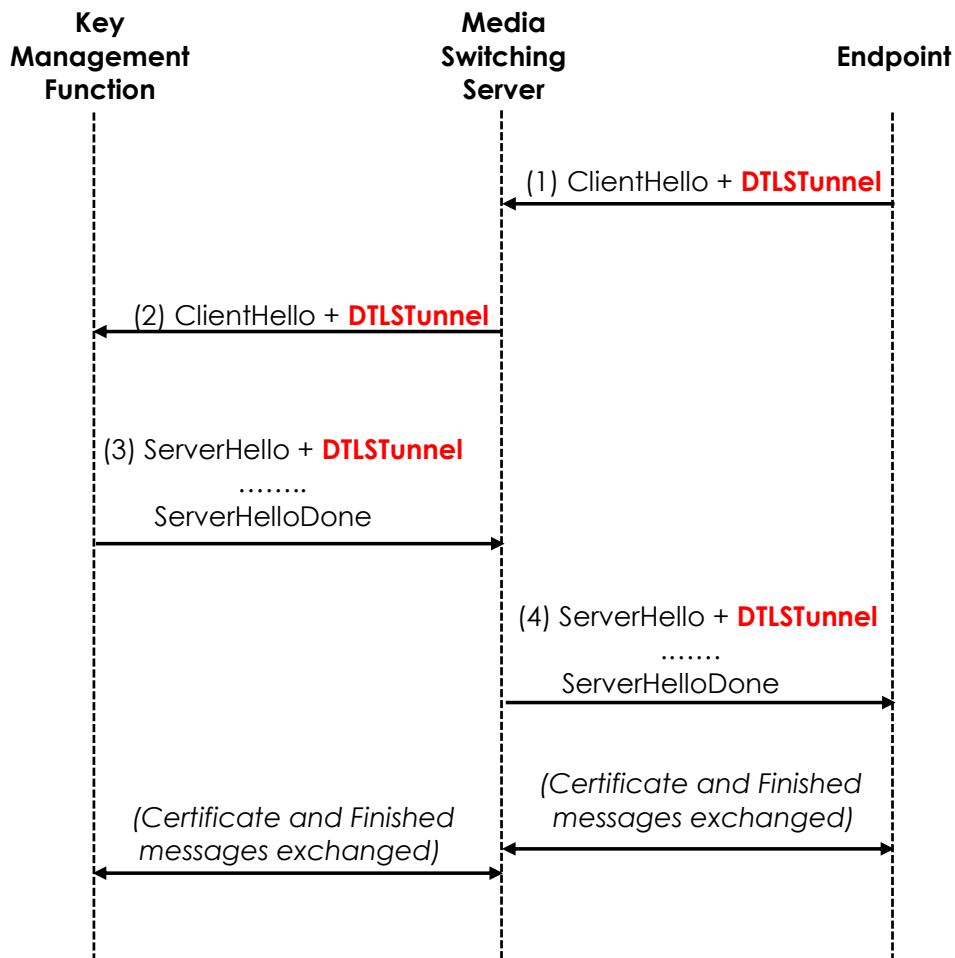 Key
Management
Function
Media
Switching
Server
Endpoint
(1) ClientHello + DTLSTunnel
(2) ClientHello + DTLSTunnel
(3) ServerHello + DTLSTunnel
........
ServerHelloDone
(4) ServerHello + DTLSTunnel
.......
ServerHelloDone
(Certificate and Finished
messages exchanged)
(Certificate and Finished
messages exchanged)